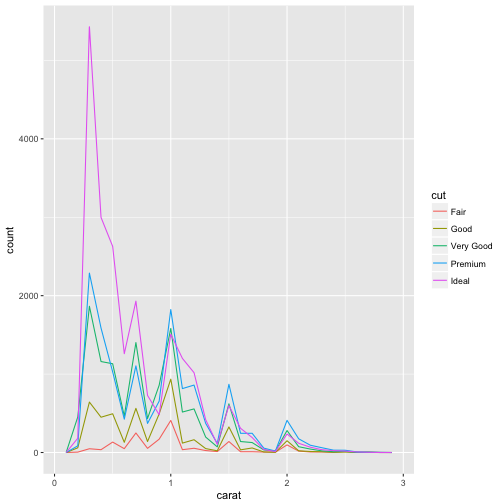 4000
2000
0
count
0
1
2
3
carat
cut
Fair
Good
Very Good
Premium
Ideal